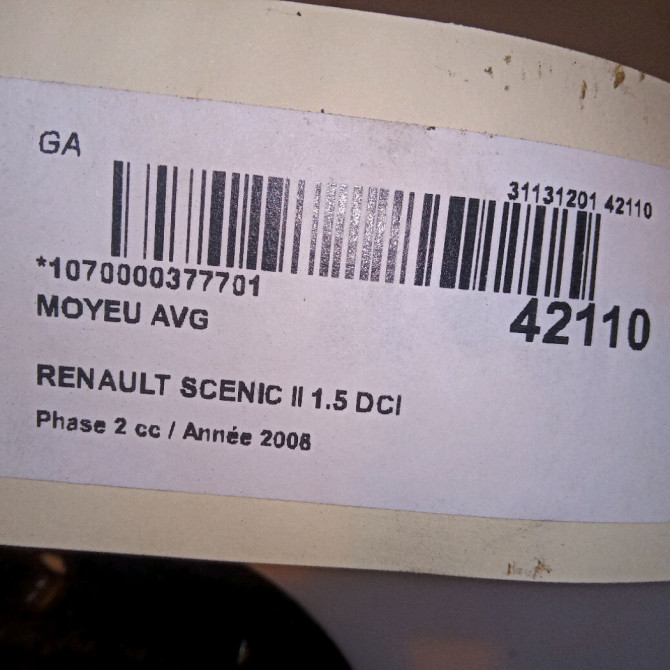 GA
31131201 42110
*1070000377701
42110
MOYEU AVG
RENAULT SCENIC II 1.5 DCI
Phase 2 cc / Année 2008